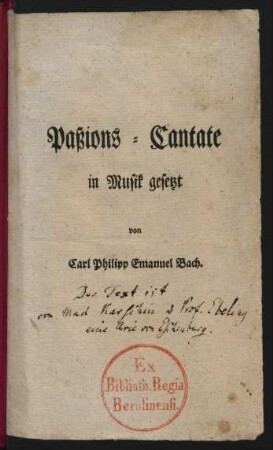 Paßions-Cantate
in Musik gesetzt
von
Carl Philipp Emanuel Bach.
Der Text ist
von Mad Karschin & Prof. Ebeling
eine Arie von Eschenburg.
Ex
Biblioth. Regia
Berolinensi.